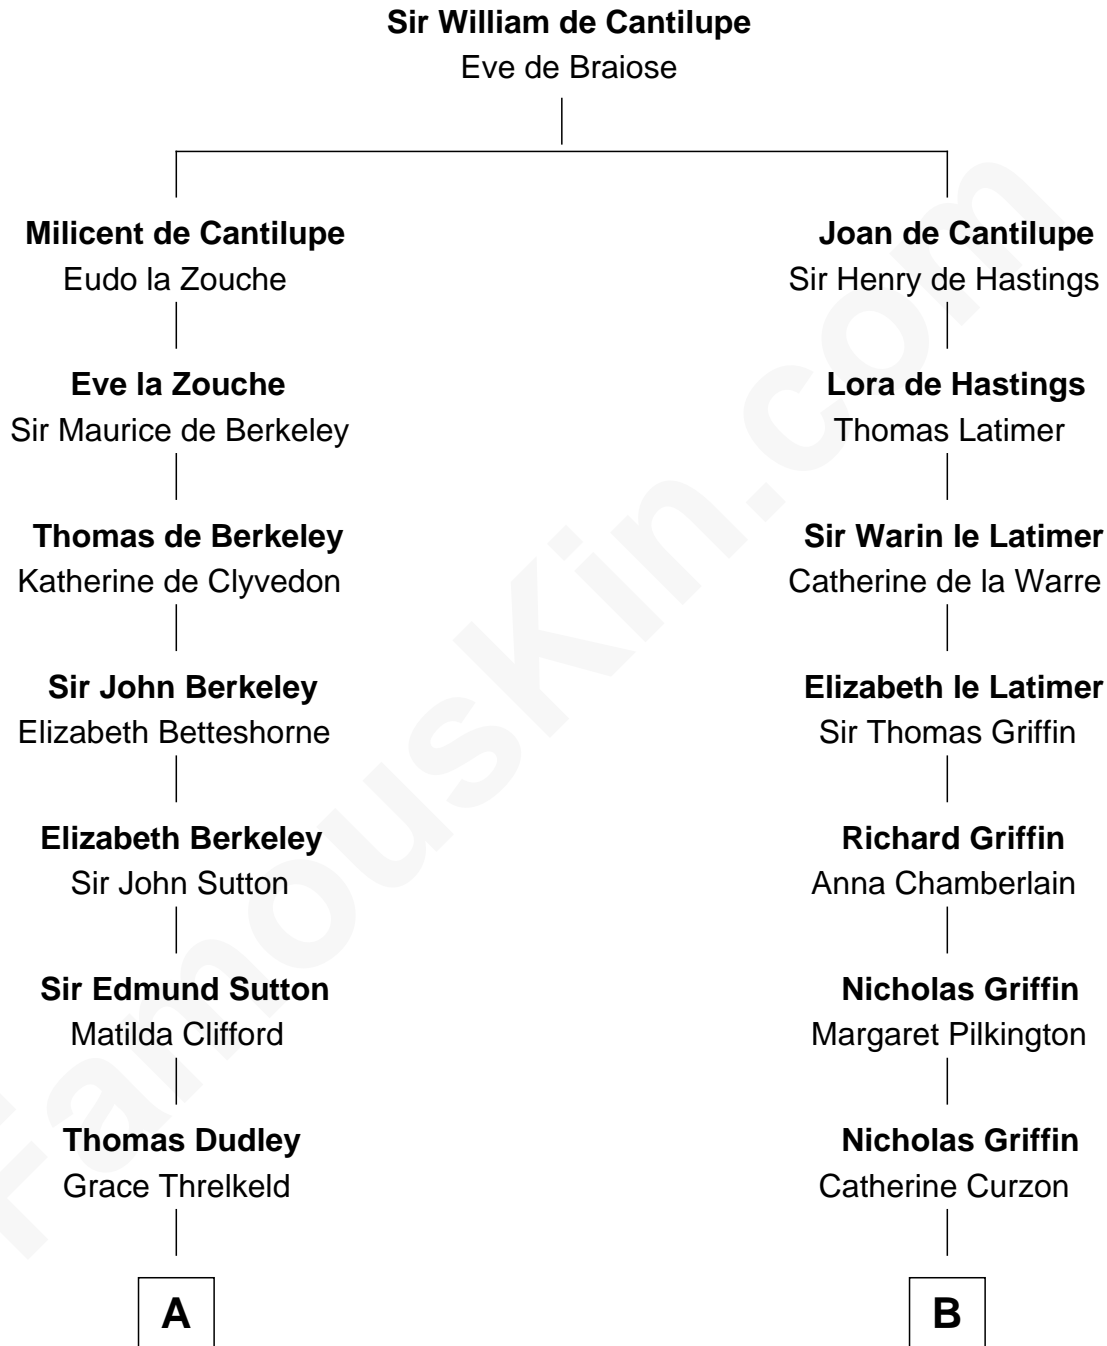 Sir William de Cantilupe
Eve de Braiose
Milicent de Cantilupe
Eudo la Zouche
Joan de Cantilupe
Sir Henry de Hastings
Eve la Zouche
Sir Maurice de Berkeley
Lora de Hastings
Thomas Latimer
Thomas de Berkeley
Katherine de Clyvedon
Sir Warin le Latimer
Catherine de la Warre
Sir John Berkeley
Elizabeth Betteshorne
Elizabeth le Latimer
Sir Thomas Griffin
Elizabeth Berkeley
Sir John Sutton
Richard Griffin
Anna Chamberlain
Sir Edmund Sutton
Matilda Clifford
Nicholas Griffin
Margaret Pilkington
Thomas Dudley
Grace Threlkeld
Nicholas Griffin
Catherine Curzon
A
B
FamousKin.com